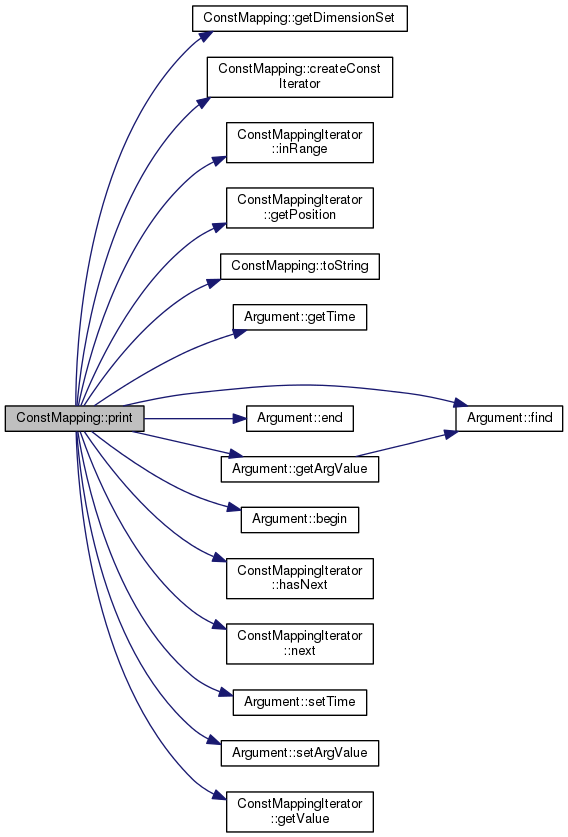 ConstMapping::getDimensionSet
ConstMapping::createConst
Iterator
ConstMappingIterator
::inRange
ConstMappingIterator
::getPosition
ConstMapping::toString
Argument::getTime
ConstMapping::print
Argument::end
Argument::find
Argument::getArgValue
Argument::begin
ConstMappingIterator
::hasNext
ConstMappingIterator
::next
Argument::setTime
Argument::setArgValue
ConstMappingIterator
::getValue